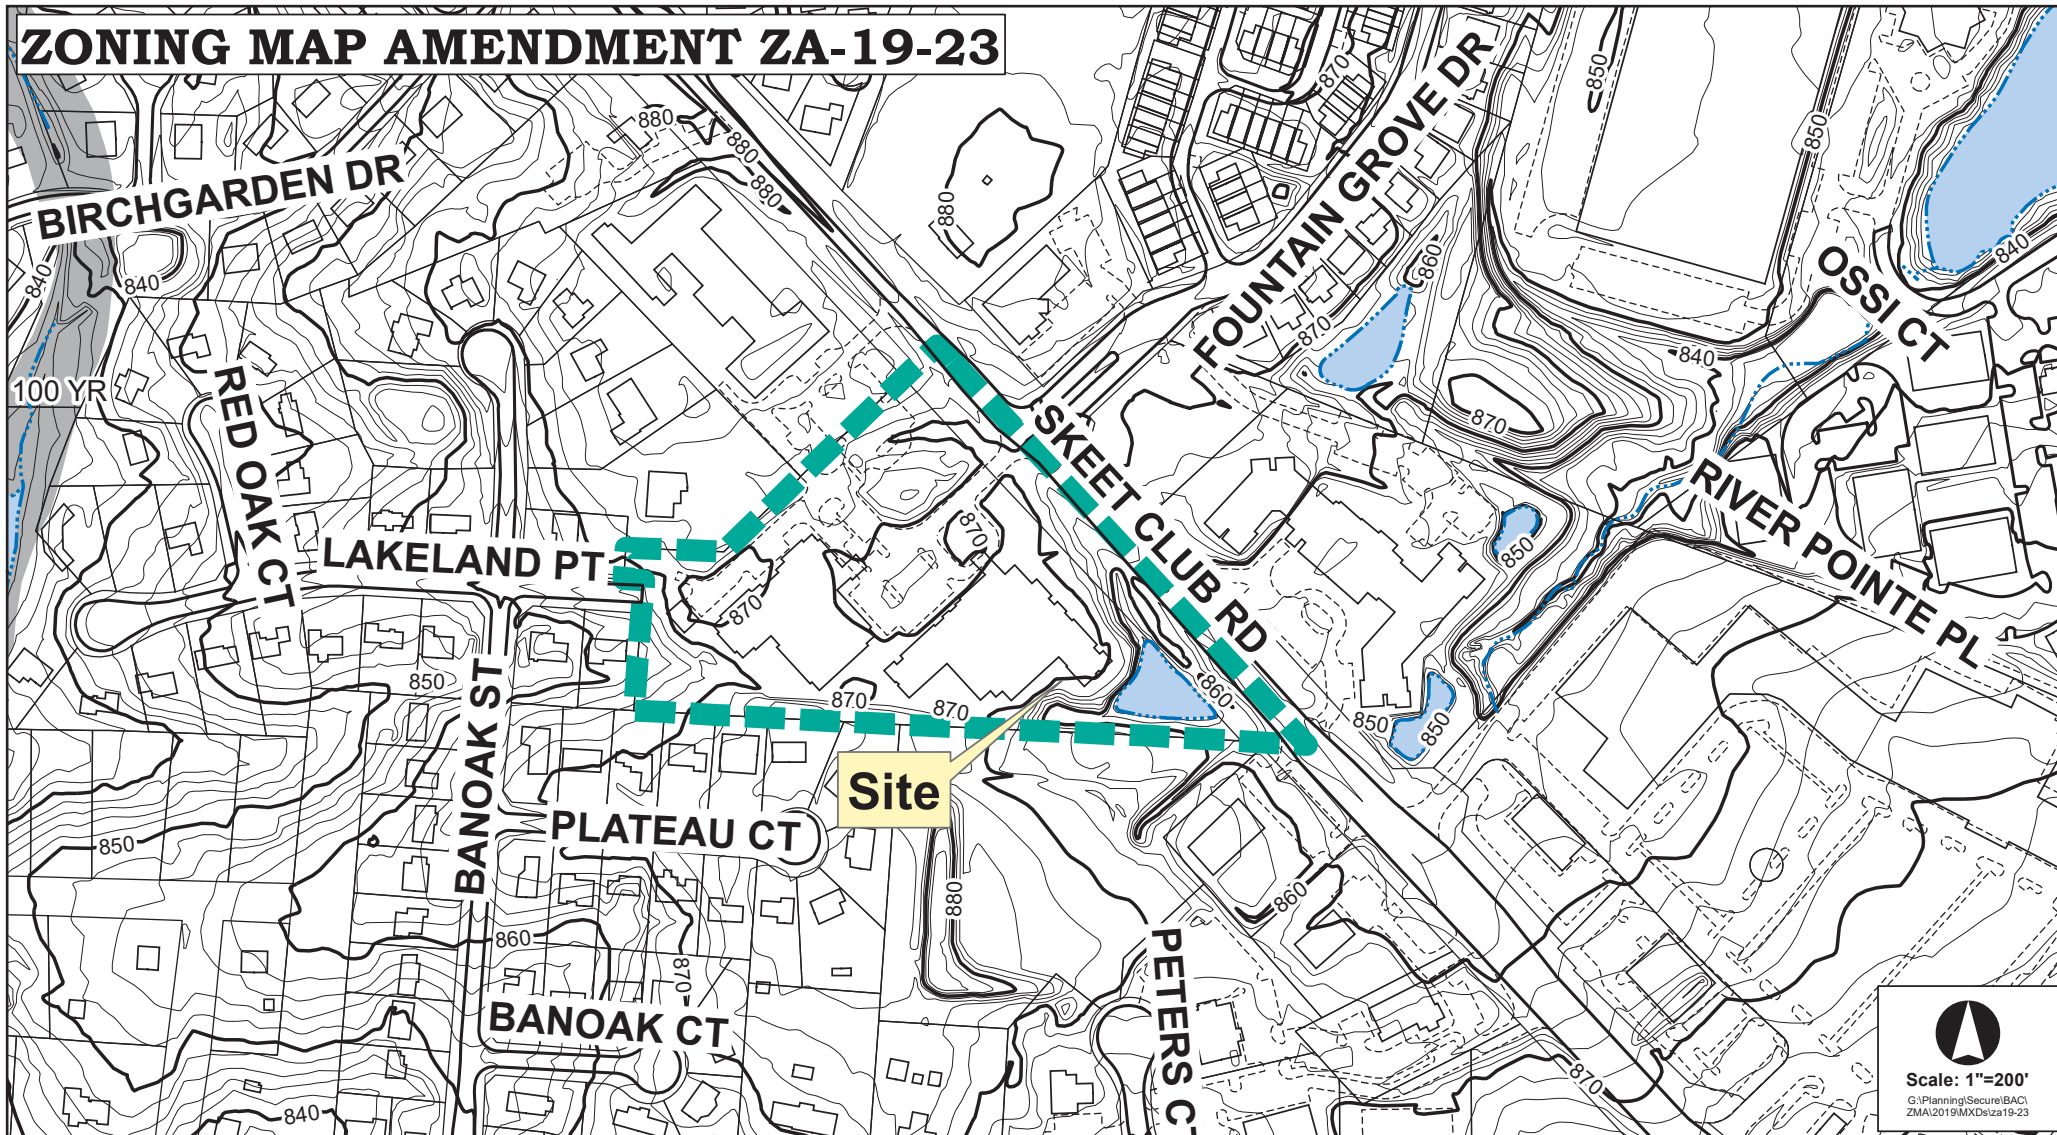 ZONING MAP AMENDMENT ZA-19-23
BIRCHGARDEN DR
FOUNTAIN GROVE DR
OSSI CT
RED OAK CT
100 YR
LAKELAND PT
SKEET CLUB RD
RIVER POINTE PL
BANOAK ST
Site
PLATEAU CT
BANOAK CT
PETERS CT
880
880
880
880
870
850
850
840
840
840
860
870
840
870
870
870
850
850
870
870
860
850
850
850
880
860
860
870
840
870
Scale: 1"=200'
G:\Planning\Secure\BAC\
ZMA\2019\MXDs\za19-23